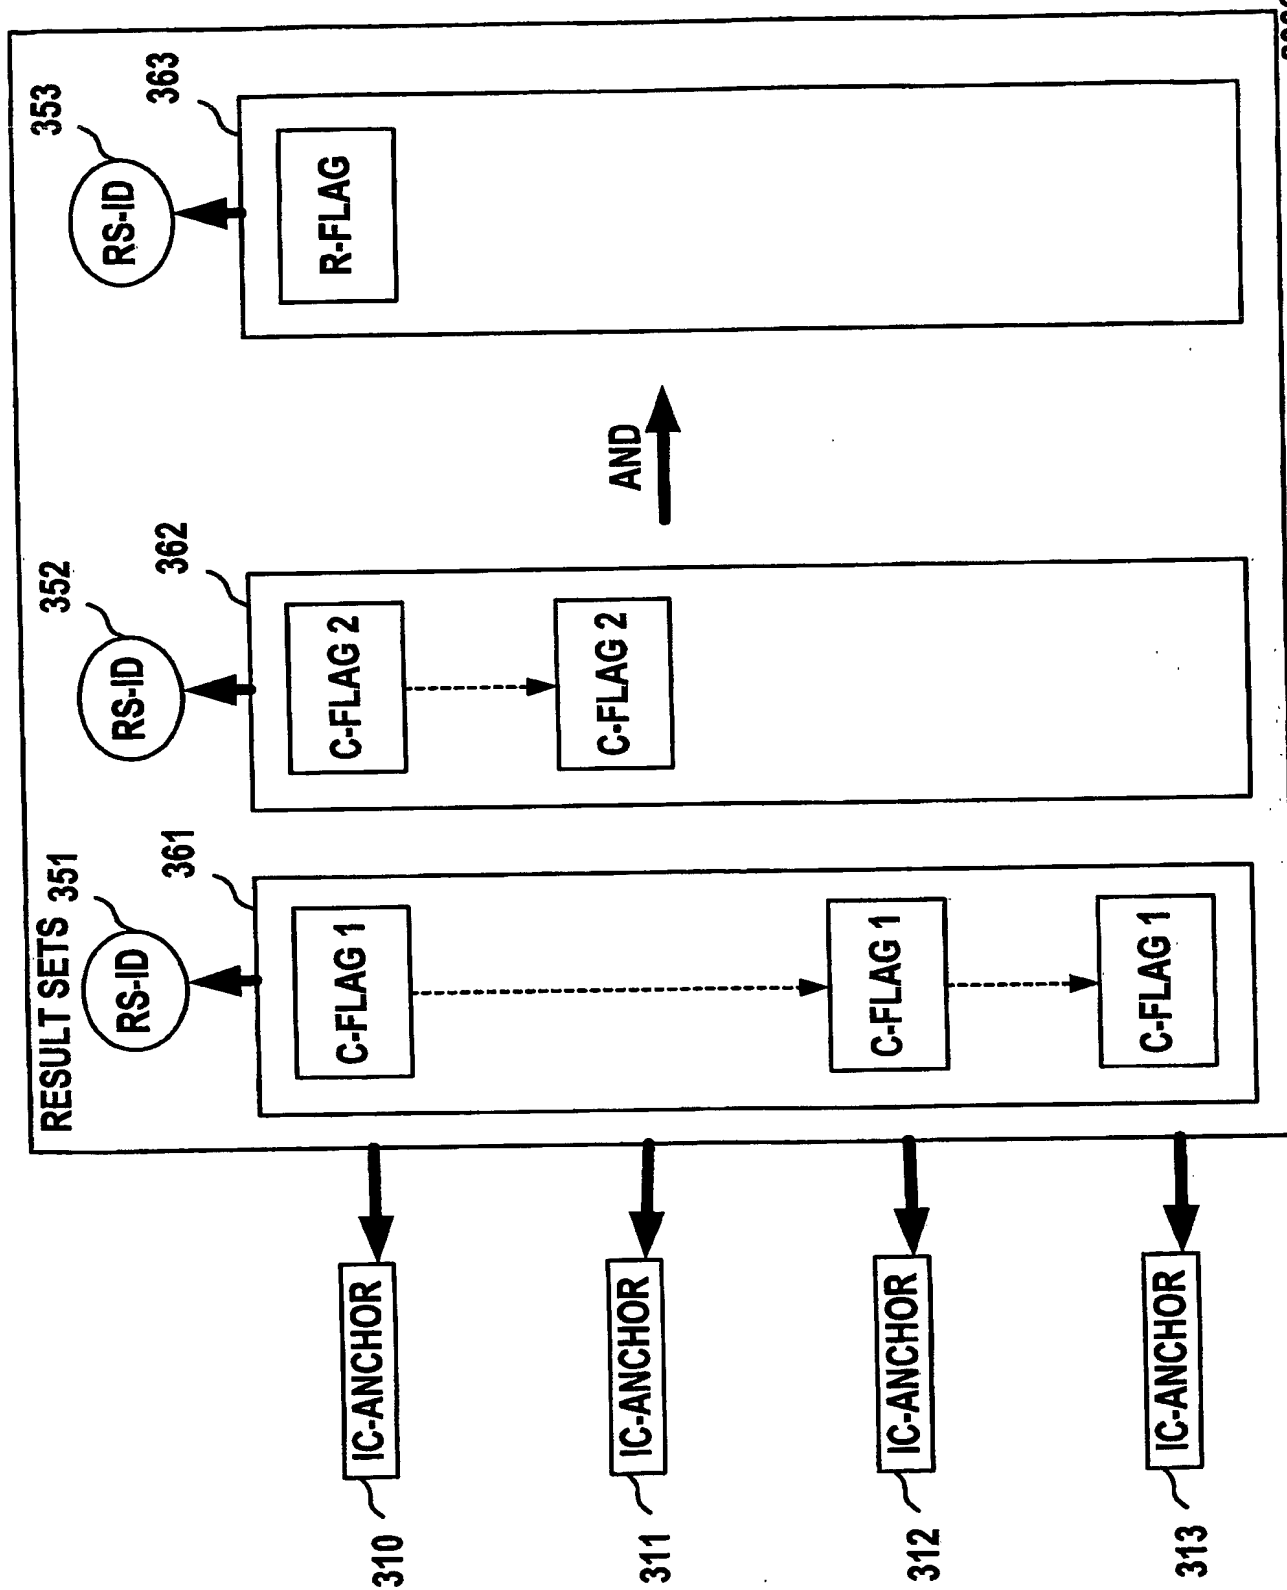 RESULT SETS
351
352
353
RS-ID
RS-ID
RS-ID
361
362
363
310
IC-ANCHOR
C-FLAG 1
C-FLAG 2
R-FLAG
311
IC-ANCHOR
C-FLAG 2
AND
312
IC-ANCHOR
C-FLAG 1
313
IC-ANCHOR
C-FLAG 1